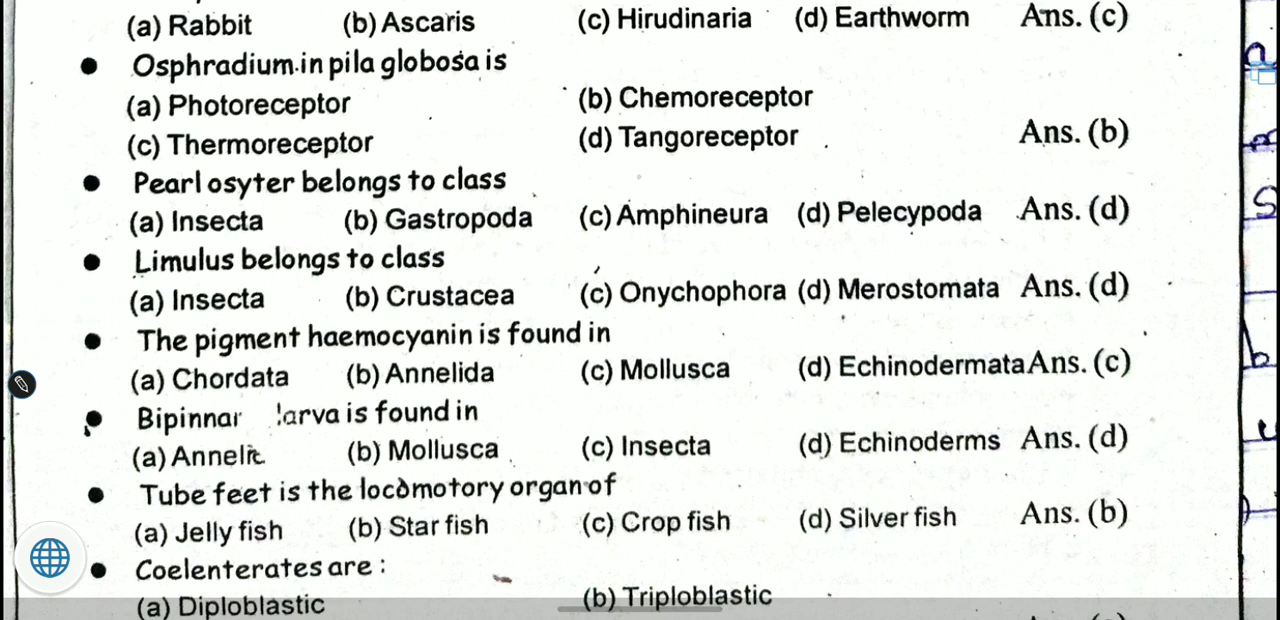 (a) Rabbit (b) Ascaris (c) Hirudinaria (d) Earthworm Ans. (c)
● Osphradium in pila globosa is
(a) Photoreceptor (b) Chemoreceptor
(c) Thermoreceptor (d) Tangoreceptor Ans. (b)
● Pearl osyter belongs to class
(a) Insecta (b) Gastropoda (c) Amphineura (d) Pelecypoda Ans. (d)
● Limulus belongs to class
(a) Insecta (b) Crustacea (c) Onychophora (d) Merostomata Ans. (d)
● The pigment haemocyanin is found in
(a) Chordata (b) Annelida (c) Mollusca (d) Echinodermata Ans. (c)
● Bipinnar larva is found in
(a) (b) Mollusca (c) Insecta (d) Echinoderms Ans. (d)
● Tube feet is the locomotory organ of
(a) Jelly fish (b) Star fish (c) Crop fish (d) Silver fish Ans. (b)
● Coelenterates are :
(a) Diploblastic (b) Triploblastic